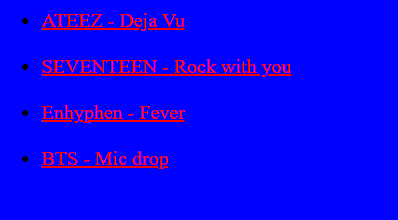 ATEEZ - Deja Vu
SEVENTEEN - Rock with you
Enhyphen - Fever
BTS - Mic drop